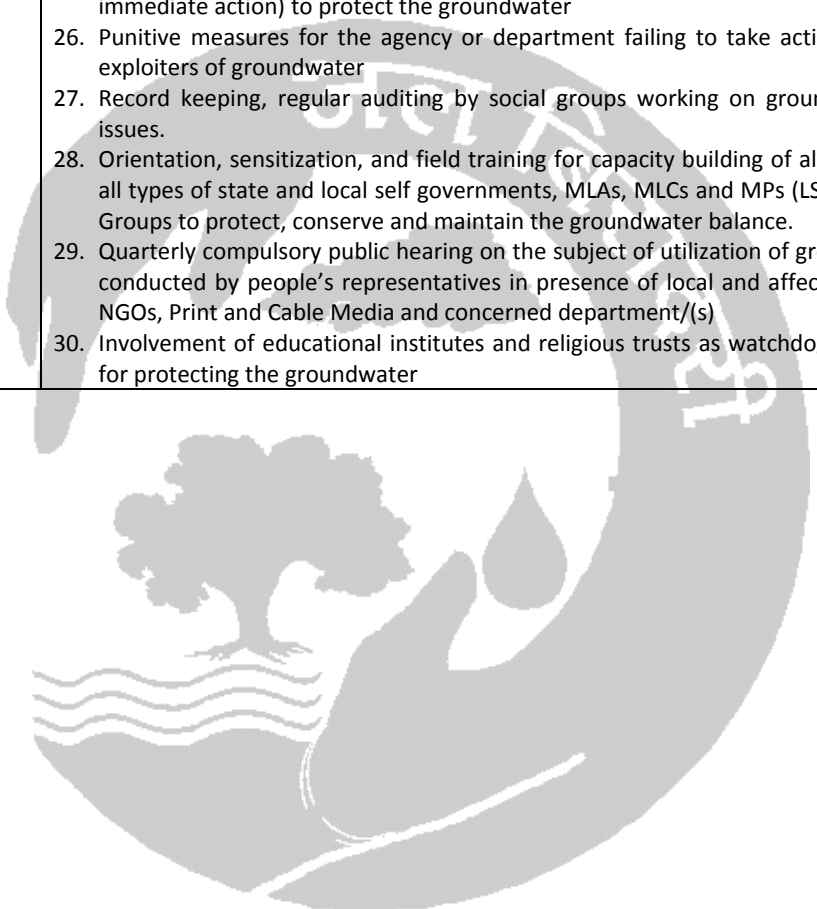 immediate action) to protect the groundwater
26. Punitive measures for the agency or department failing to take acti
exploiters of groundwater
27. Record keeping, regular auditing by social groups working on groun
issues.
28. Orientation, sensitization, and field training for capacity building of al
all types of state and local self governments, MLAs, MLCs and MPs (LS
Groups to protect, conserve and maintain the groundwater balance.
29. Quarterly compulsory public hearing on the subject of utilization of gr
conducted by people’s representatives in presence of local and affec
NGOs, Print and Cable Media and concerned department/(s)
30. Involvement of educational institutes and religious trusts as watchdo
for protecting the groundwater